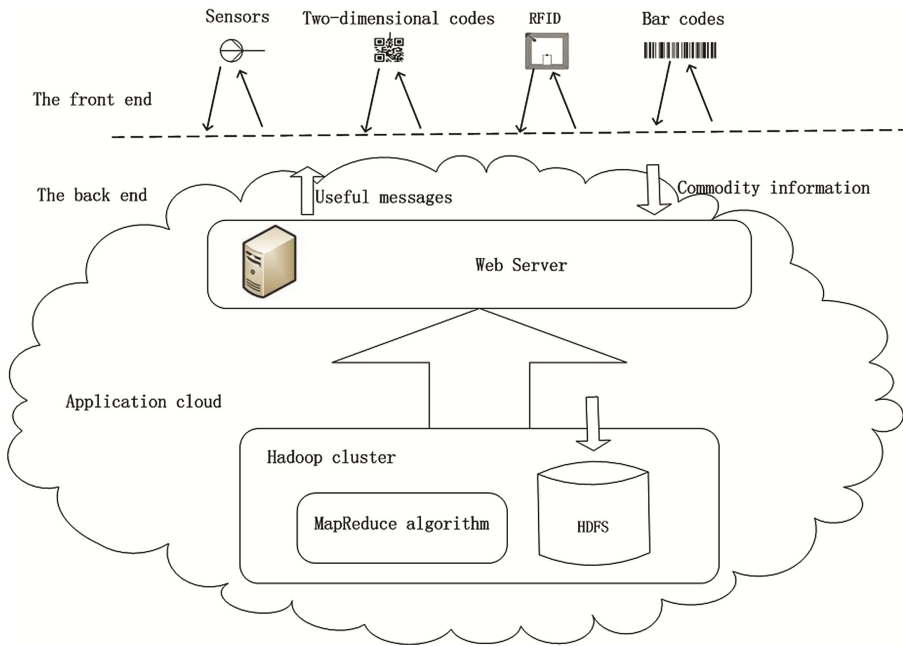 Sensors
Two-dimensional codes
RFID
Bar codes
The front end
The back end
Useful messages
Commodity information
Web Server
Application cloud
Hadoop cluster
MapReduce algorithm
HDFS